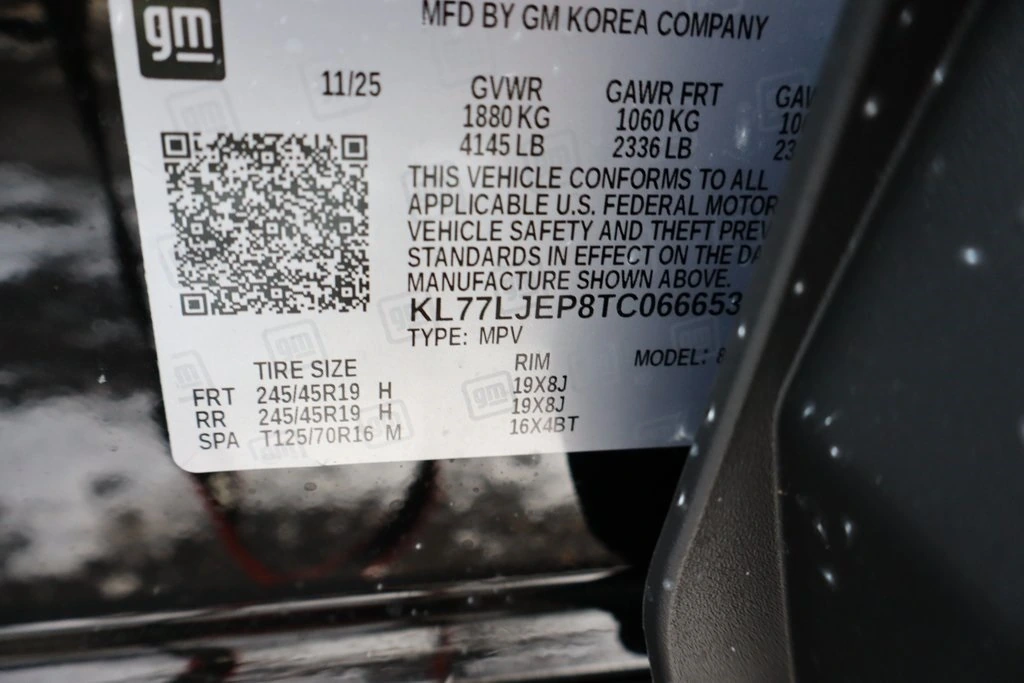 gm
MFD BY GM KOREA COMPANY
11/25 GVWR GAWR FRT
1880 KG 1060 KG
4145 LB 2336 LB
THIS VEHICLE CONFORMS TO ALL
APPLICABLE U.S. FEDERAL MOTOR
VEHICLE SAFETY AND THEFT PREV
STANDARDS IN EFFECT ON THE DA
MANUFACTURE SHOWN ABOVE.
KL77LJEP8TC066653
TYPE: MPV
MODEL: 8
TIRE SIZE RIM
FRT 245/45R19 H 19X8J
RR 245/45R19 H 19X8J
SPA T125/70R16 M 16X4BT